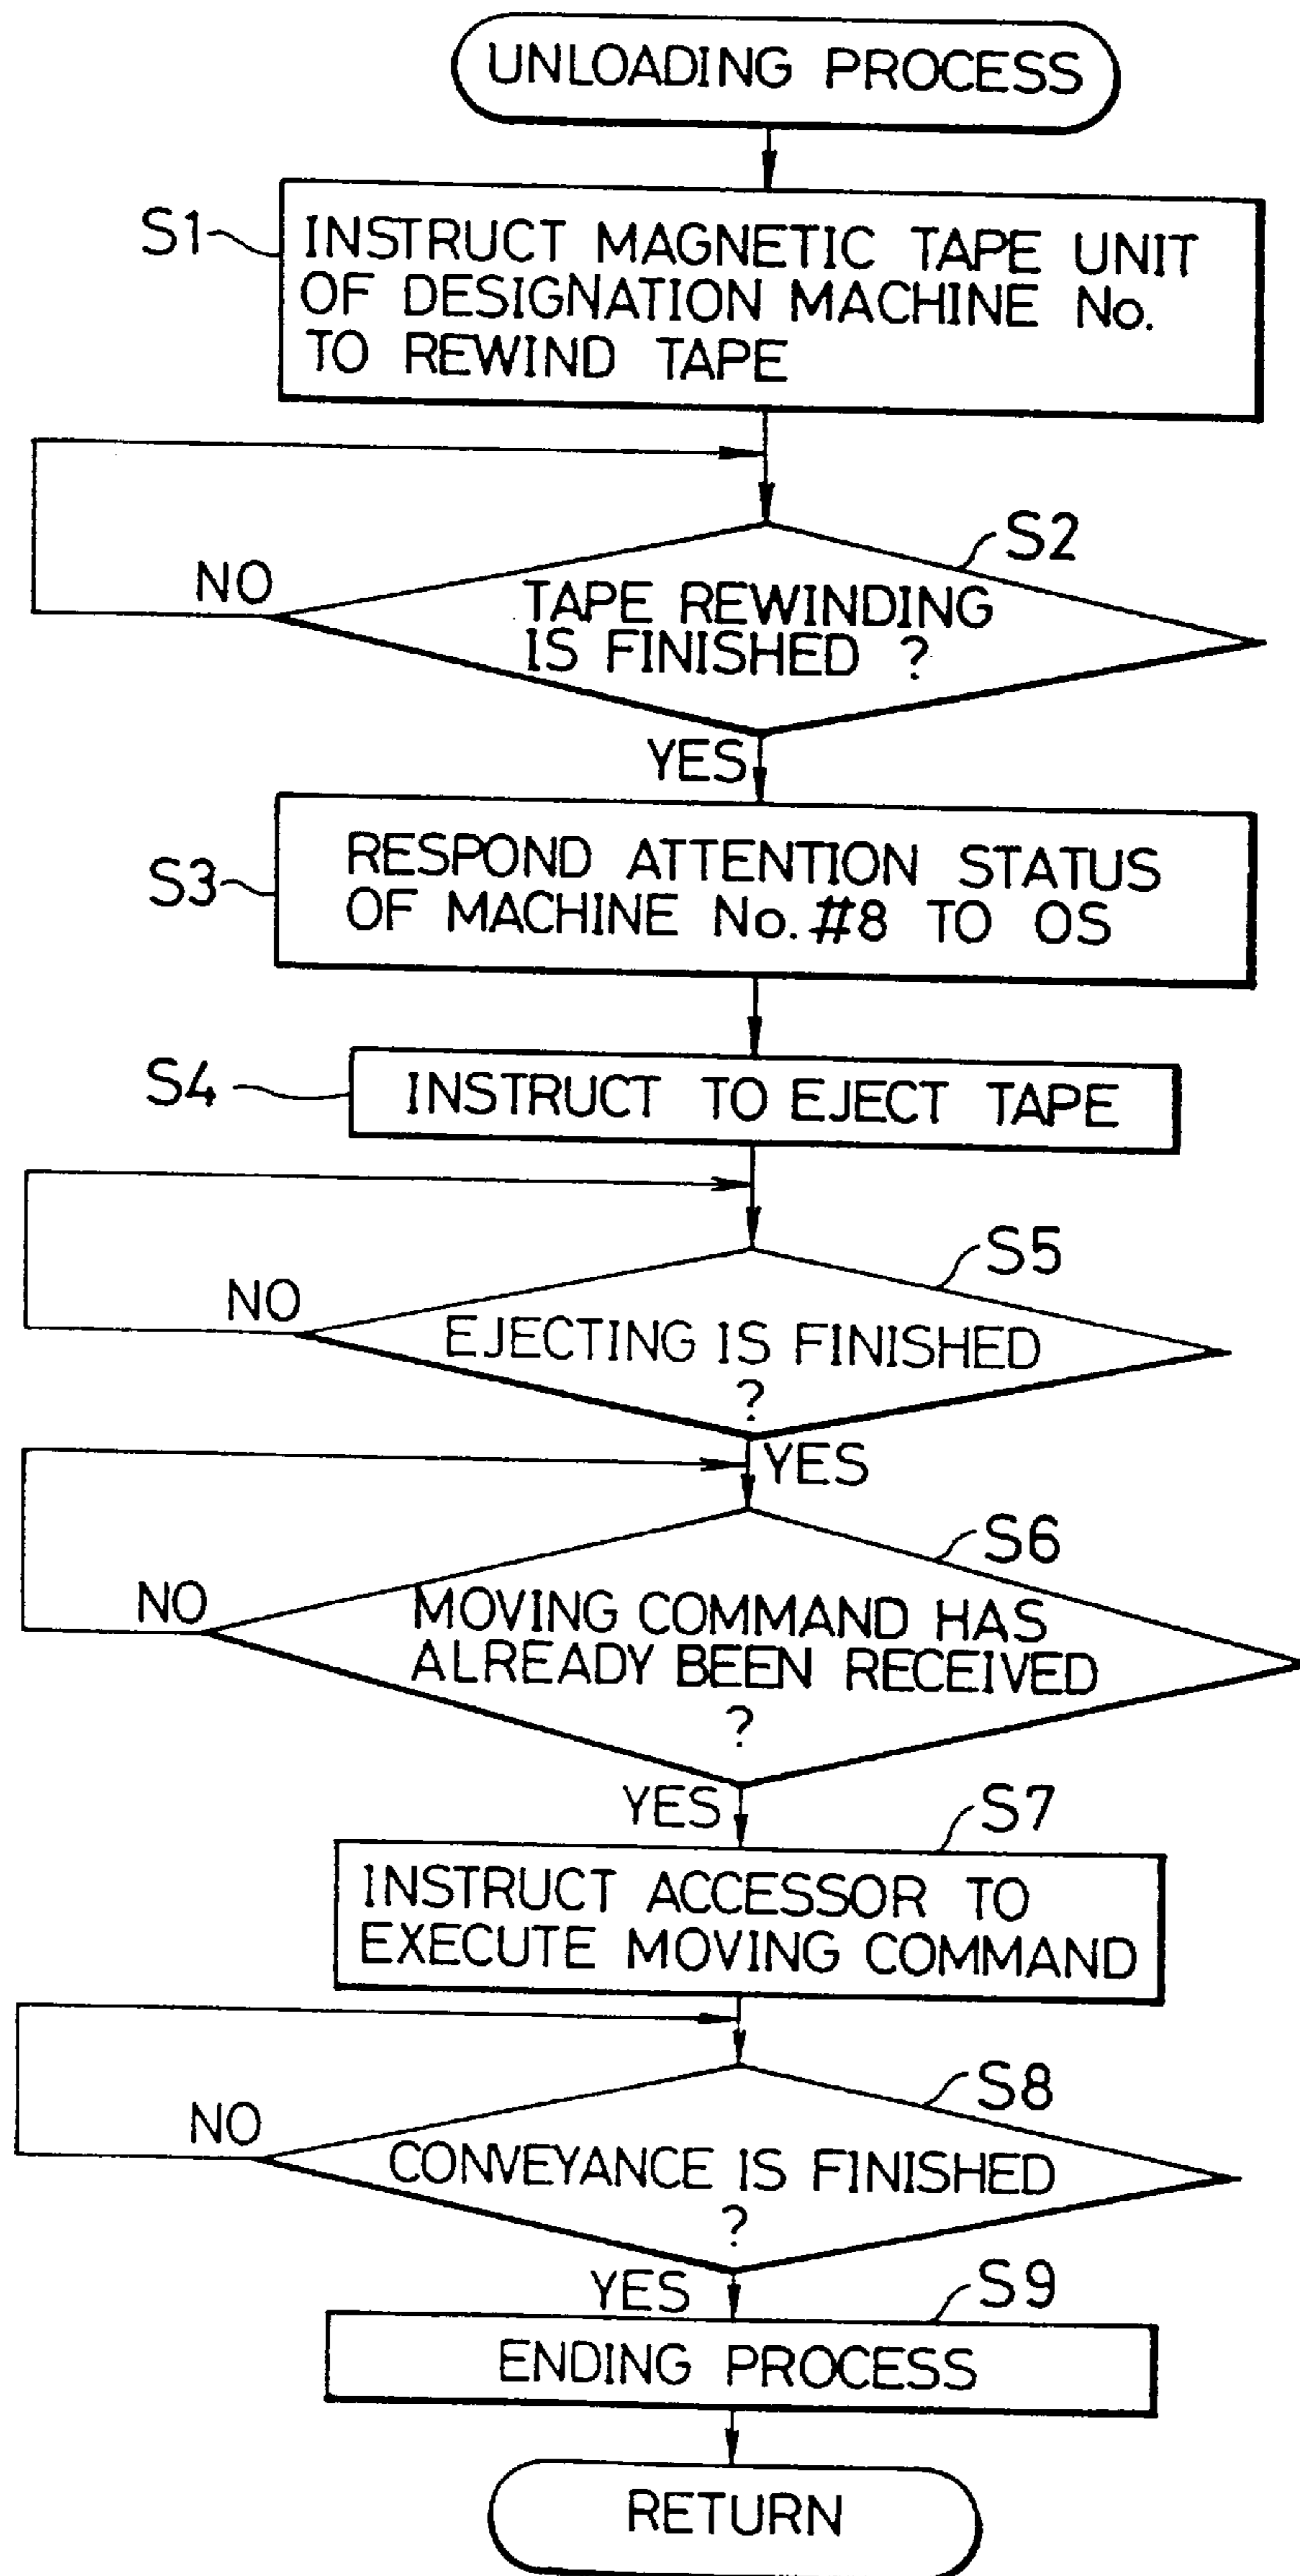 UNLOADING PROCESS
S1
INSTRUCT MAGNETIC TAPE UNIT
OF DESIGNATION MACHINE No.
TO REWIND TAPE
S2
NO
TAPE REWINDING
IS FINISHED ?
YES
S3
RESPOND ATTENTION STATUS
OF MACHINE No. #8 TO OS
S4
INSTRUCT TO EJECT TAPE
S5
NO
EJECTING IS FINISHED
?
YES
S6
NO
MOVING COMMAND HAS
ALREADY BEEN RECEIVED
?
YES
S7
INSTRUCT ACCESSOR TO
EXECUTE MOVING COMMAND
S8
NO
CONVEYANCE IS FINISHED
?
YES
S9
ENDING PROCESS
RETURN